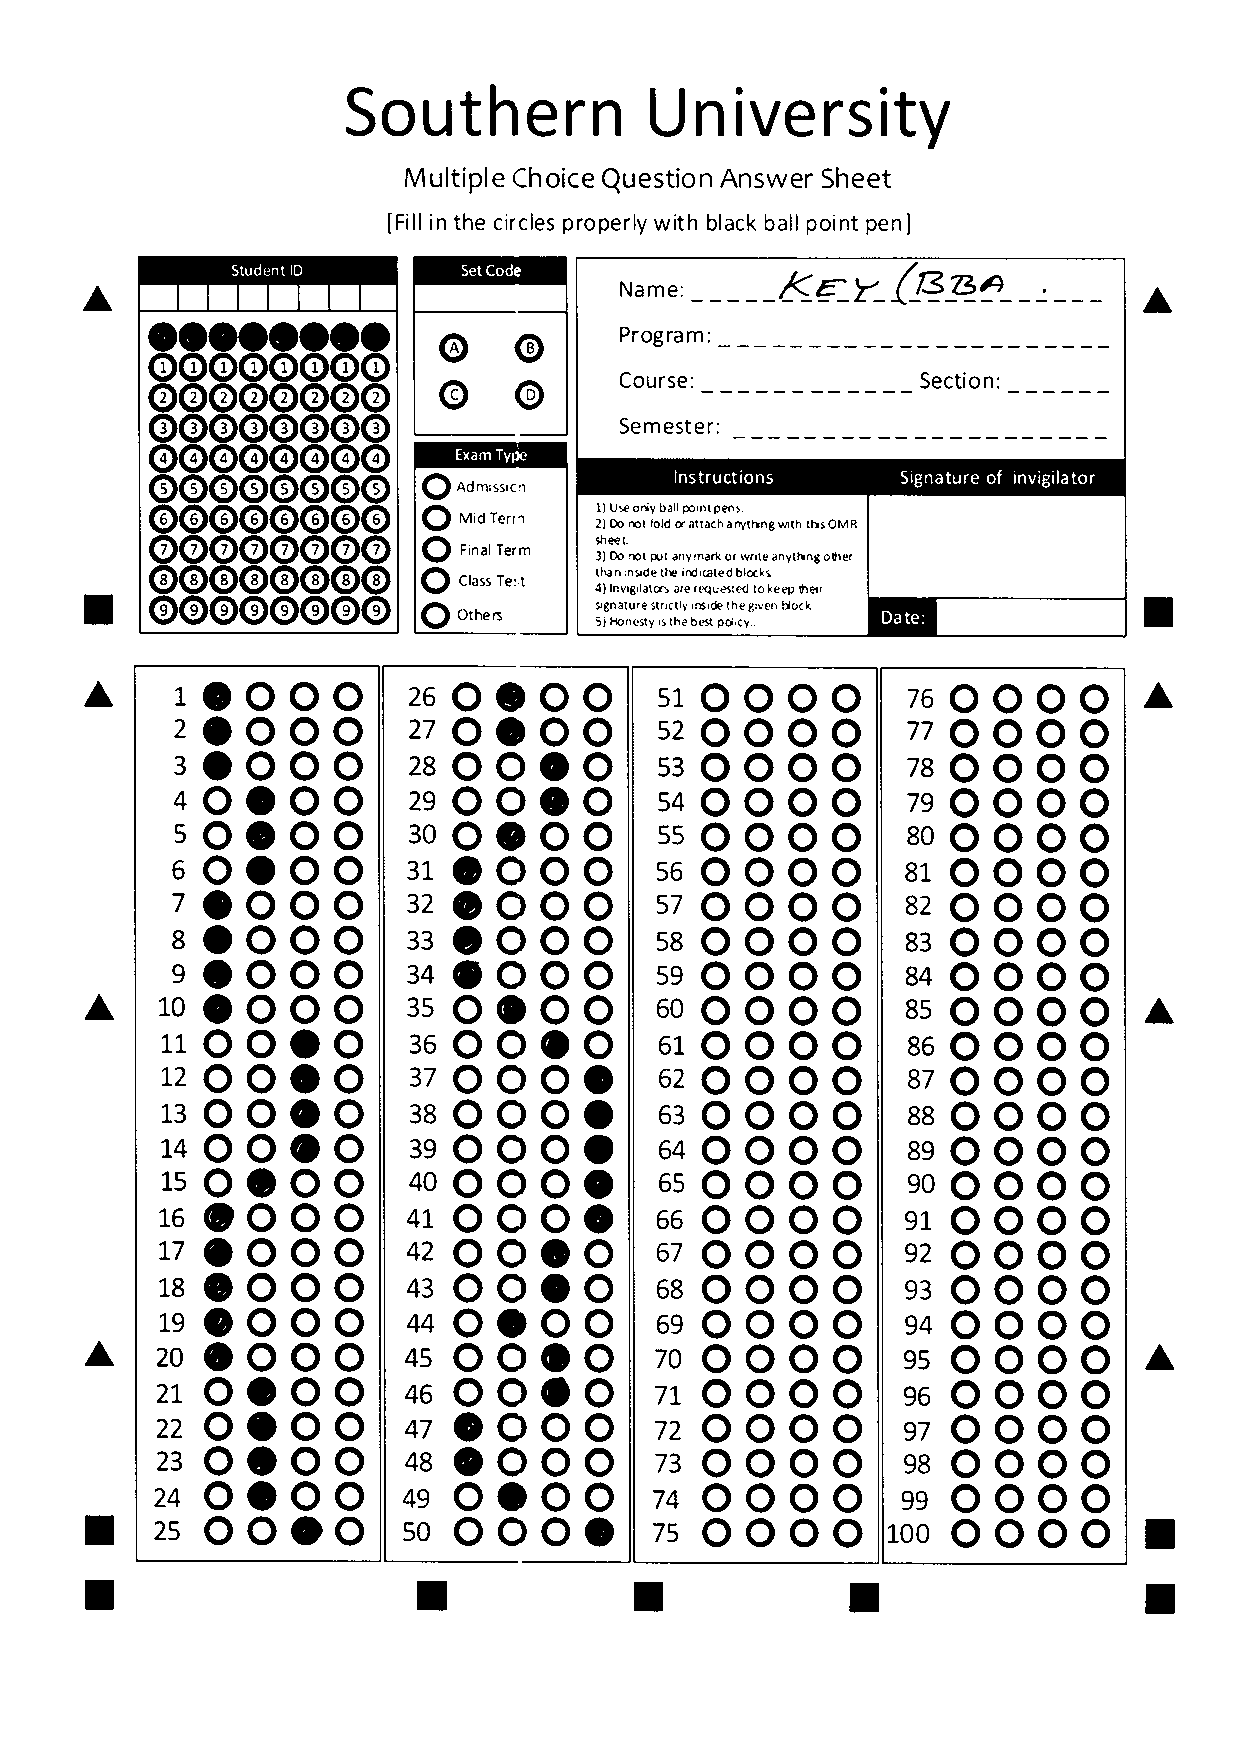 Southern University
Multiple Choice Question Answer Sheet
[Fill in the circles properly with black ball point pen]
Student ID
1 1 1 1 1 1 1 1
2 2 2 2 2 2 2 2
3 3 3 3 3 3 3 3
4 4 4 4 4 4 4 4
5 5 5 5 5 5 5 5
6 6 6 6 6 6 6 6
7 7 7 7 7 7 7 7
8 8 8 8 8 8 8 8
9 9 9 9 9 9 9 9
Set Code
A B
C D
Exam Type
Admission
Mid Term
Final Term
Class Test
Others
Name: KEY (BBA
Program:
Course: Section:
Semester:
Instructions
1) Use only ball point pens.
2) Do not fold or attach anything with this OMR
sheet.
3) Do not put any mark or write anything other
than inside the indicated blocks
4) Invigilators are requested to keep their
signature strictly inside the given block
5) Honesty is the best policy..
Signature of invigilator
Date:
1 26 51 76
2 27 52 77
3 28 53 78
4 29 54 79
5 30 55 80
6 31 56 81
7 32 57 82
8 33 58 83
9 34 59 84
10 35 60 85
11 36 61 86
12 37 62 87
13 38 63 88
14 39 64 89
15 40 65 90
16 41 66 91
17 42 67 92
18 43 68 93
19 44 69 94
20 45 70 95
21 46 71 96
22 47 72 97
23 48 73 98
24 49 74 99
25 50 75 100